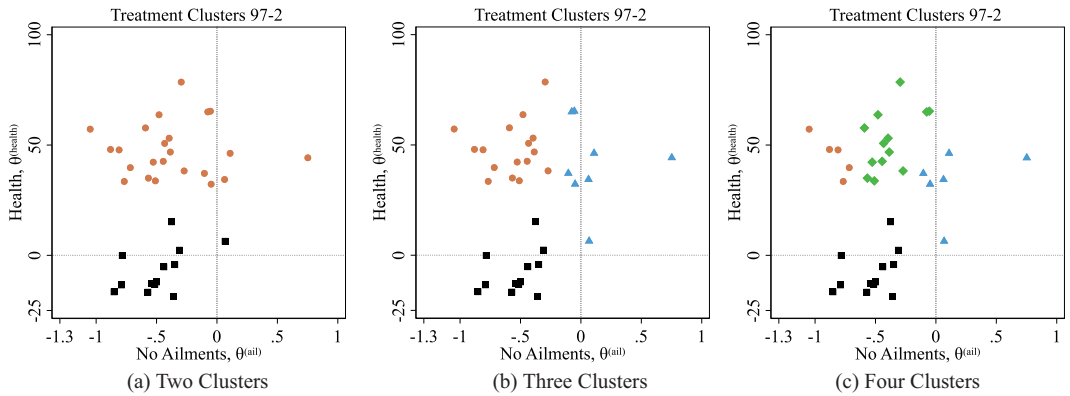 Treatment Clusters 97-2
Health, θ(health)
100
50
0
-25
-1.3 -1 -.5 0 .5 1
No Ailments, θ(ail)
(a) Two Clusters
Treatment Clusters 97-2
Health, θ(health)
100
50
0
-25
-1.3 -1 -.5 0 .5 1
No Ailments, θ(ail)
(b) Three Clusters
Treatment Clusters 97-2
Health, θ(health)
100
50
0
-25
-1.3 -1 -.5 0 .5 1
No Ailments, θ(ail)
(c) Four Clusters